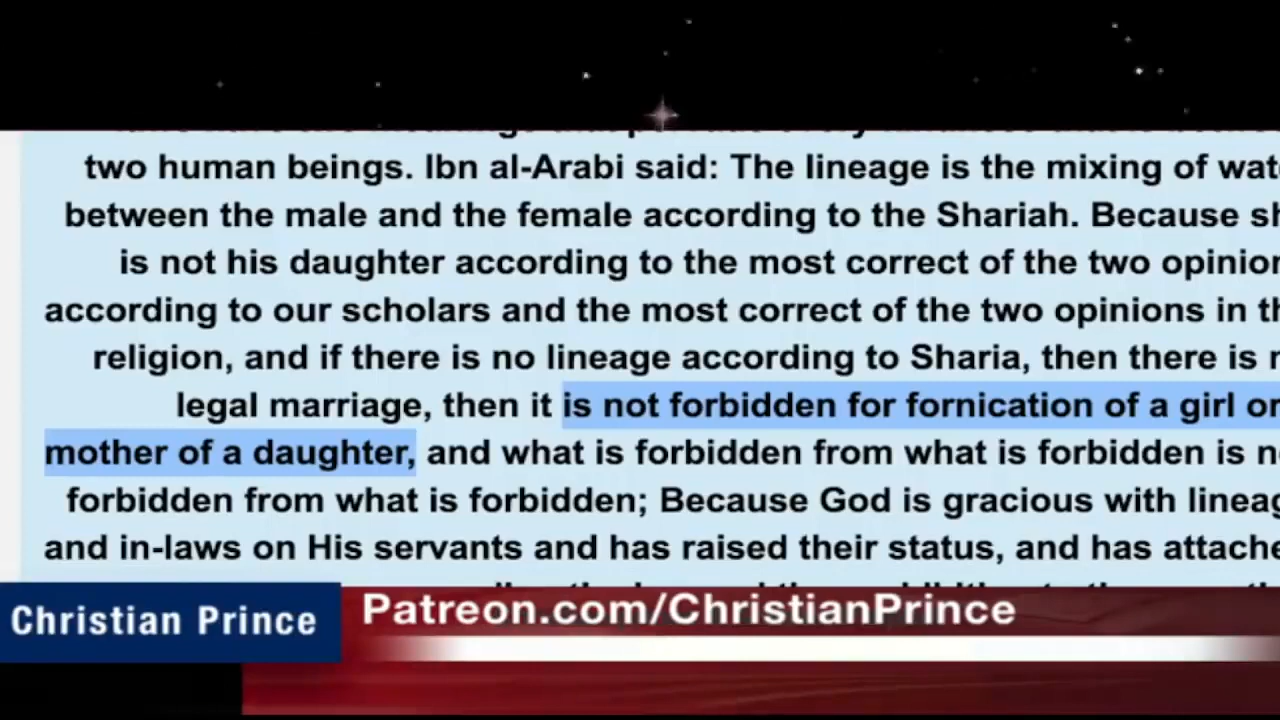 two human beings. Ibn al-Arabi said: The lineage is the mixing of
between the male and the female according to the Shariah. Because
is not his daughter according to the most correct of the two
according to our scholars and the most correct of the two opinions in
religion, and if there is no lineage according to Sharia, then there is
legal marriage, then it is not forbidden for fornication of a girl or
mother of a daughter, and what is forbidden from what is forbidden is
forbidden from what is forbidden; Because God is gracious with
and in-laws on His servants and has raised their status, and has
Christian Prince
Patreon.com/ChristianPrince